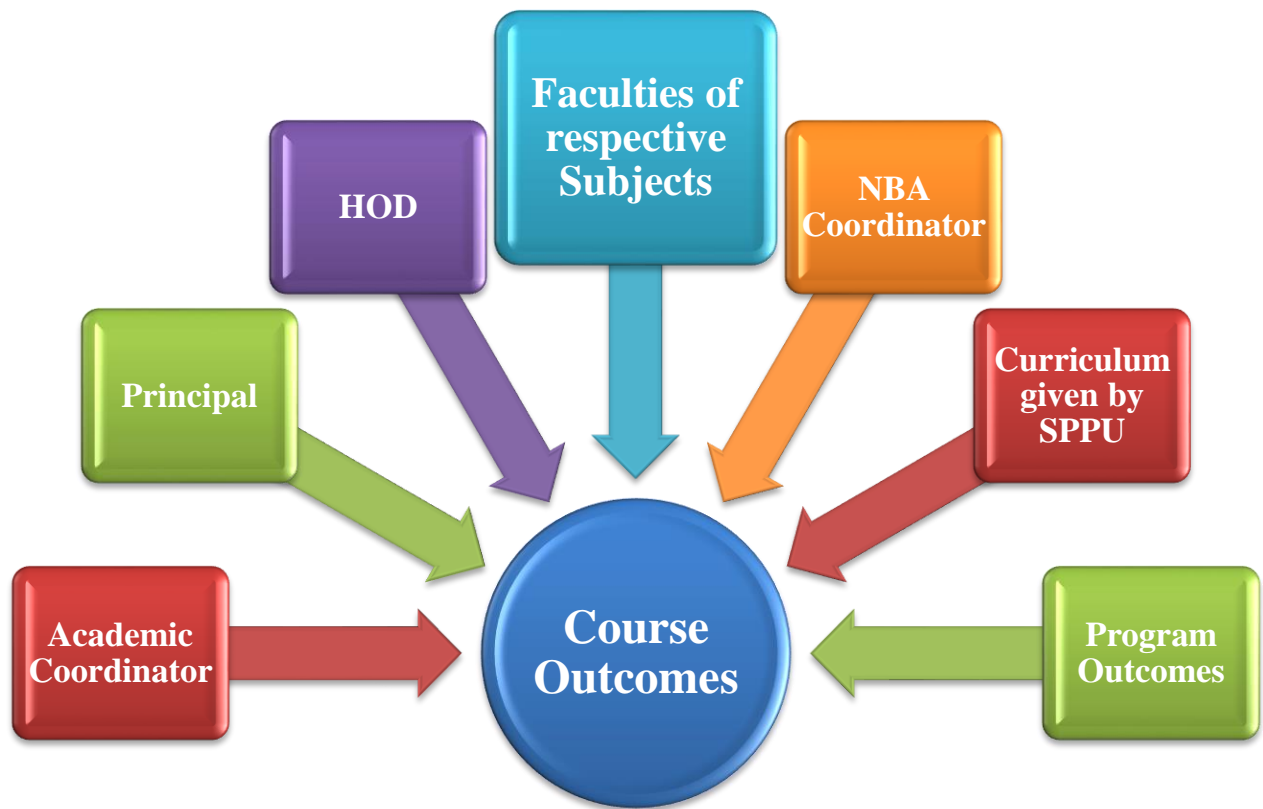 Faculties of
respective
Subjects
HOD
NBA
Coordinator
Principal
Curriculum
given by
SPPU
Academic
Coordinator
Course
Outcomes
Program
Outcomes